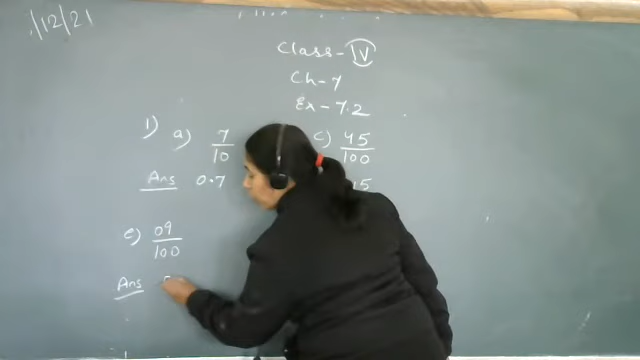 1/12/21
Class-IV
Ch-7
Ex-7.2
1) a) 7/10 c) 45/100
Ans 0.7 45
e) 09/100
Ans